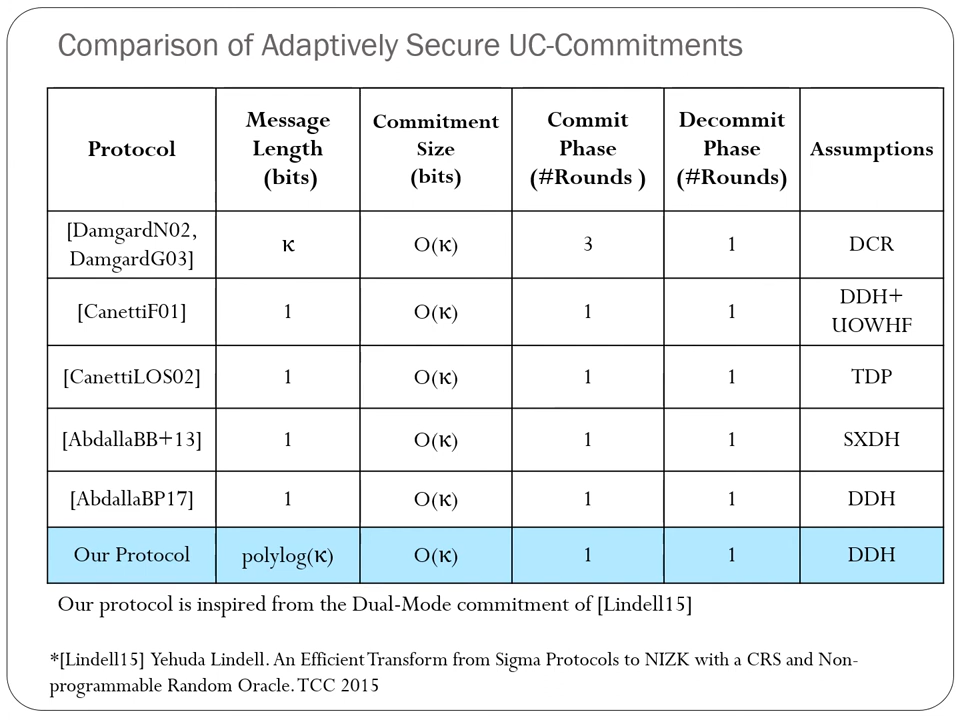 Comparison of Adaptively Secure UC-Commitments
Protocol
Message
Length
(bits)
Commitment
Size
(bits)
Commit
Phase
(#Rounds )
Decommit
Phase
(#Rounds)
Assumptions
[DamgardN02,
DamgardG03]
κ
O(κ)
3
1
DCR
[CanettiF01]
1
O(κ)
1
1
DDH+
UOWHF
[CanettiLOS02]
1
O(κ)
1
1
TDP
[AbdallaBB+13]
1
O(κ)
1
1
SXDH
[AbdallaBP17]
1
O(κ)
1
1
DDH
Our Protocol
polylog(κ)
O(κ)
1
1
DDH
Our protocol is inspired from the Dual-Mode commitment of [Lindell15]
*[Lindell15] Yehuda Lindell. An Efficient Transform from Sigma Protocols to NIZK with a CRS and Non-
programmable Random Oracle. TCC 2015